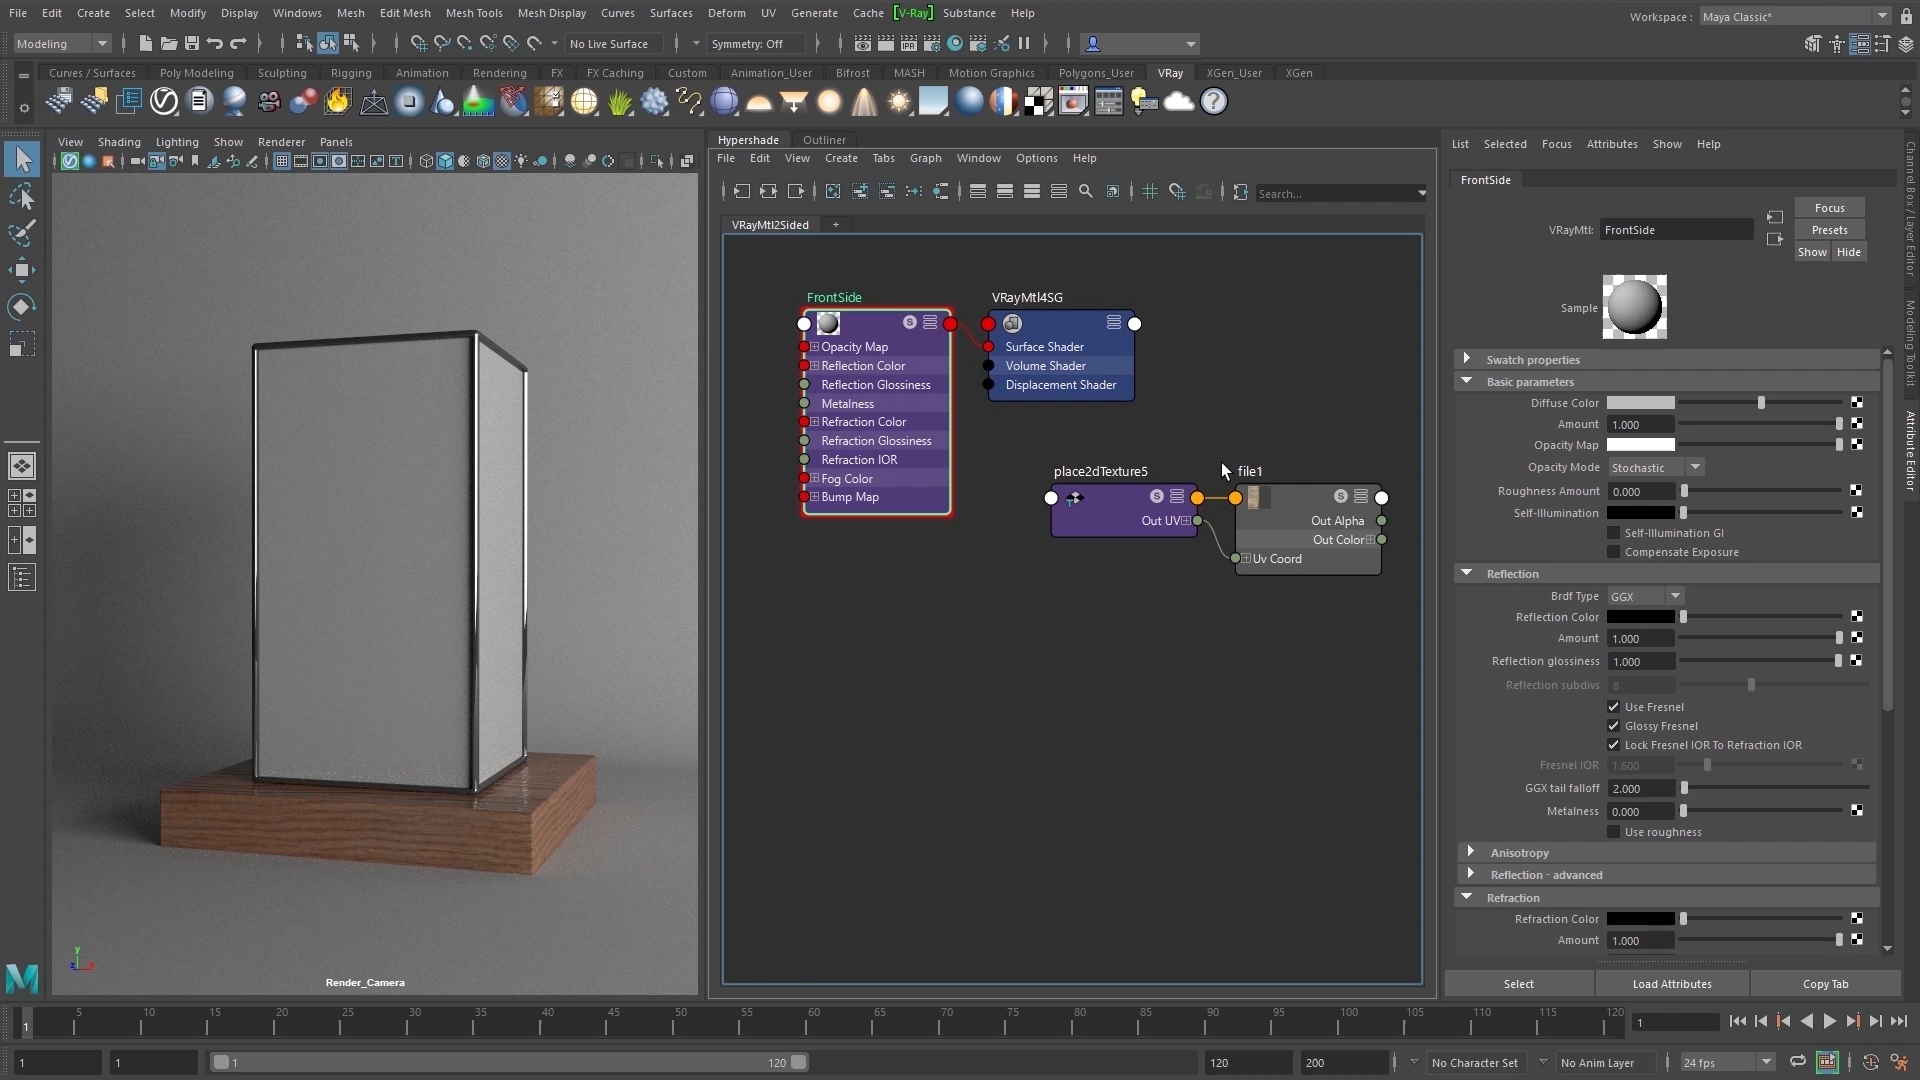 File Edit Create Select Modify Display Windows Mesh Edit Mesh Mesh Tools Mesh Display Curves Surfaces Deform UV Generate Cache [V-Ray] Substance Help
Workspace : Maya Classic*
Modeling No Live Surface Symmetry: Off
Curves / Surfaces Poly Modeling Sculpting Rigging Animation Rendering FX FX Caching Custom Animation_User Bifrost MASH Motion Graphics Polygons_User VRay XGen_User XGen
View Shading Lighting Show Renderer Panels
Hypershade Outliner
File Edit View Create Tabs Graph Window Options Help
Search...
VRayMtl2Sided +
FrontSide
Opacity Map
Reflection Color
Reflection Glossiness
Metalness
Refraction Color
Refraction Glossiness
Refraction IOR
Fog Color
Bump Map
VRayMtl4SG
Surface Shader
Volume Shader
Displacement Shader
place2dTexture5
Out UV
file1
Out Alpha
Out Color
Uv Coord
Render_Camera
List Selected Focus Attributes Show Help
FrontSide
VRayMtl: FrontSide
Focus
Presets
Show Hide
Sample
Swatch properties
Basic parameters
Diffuse Color
Amount 1.000
Opacity Map
Opacity Mode Stochastic
Roughness Amount 0.000
Self-Illumination
Self-Illumination GI
Compensate Exposure
Reflection
Brdf Type GGX
Reflection Color
Amount 1.000
Reflection glossiness 1.000
Reflection subdivs 8
Use Fresnel
Glossy Fresnel
Lock Fresnel IOR To Refraction IOR
Fresnel IOR 1.600
GGX tail falloff 2.000
Metalness 0.000
Use roughness
Anisotropy
Reflection - advanced
Refraction
Refraction Color
Amount 1.000
Select Load Attributes Copy Tab
Channel Box / Layer Editor
Modeling Toolkit
Attribute Editor
1 5 10 15 20 25 30 35 40 45 50 55 60 65 70 75 80 85 90 95 100 105 110 115 120 1
1 1 1 120 120 200 No Character Set No Anim Layer 24 fps